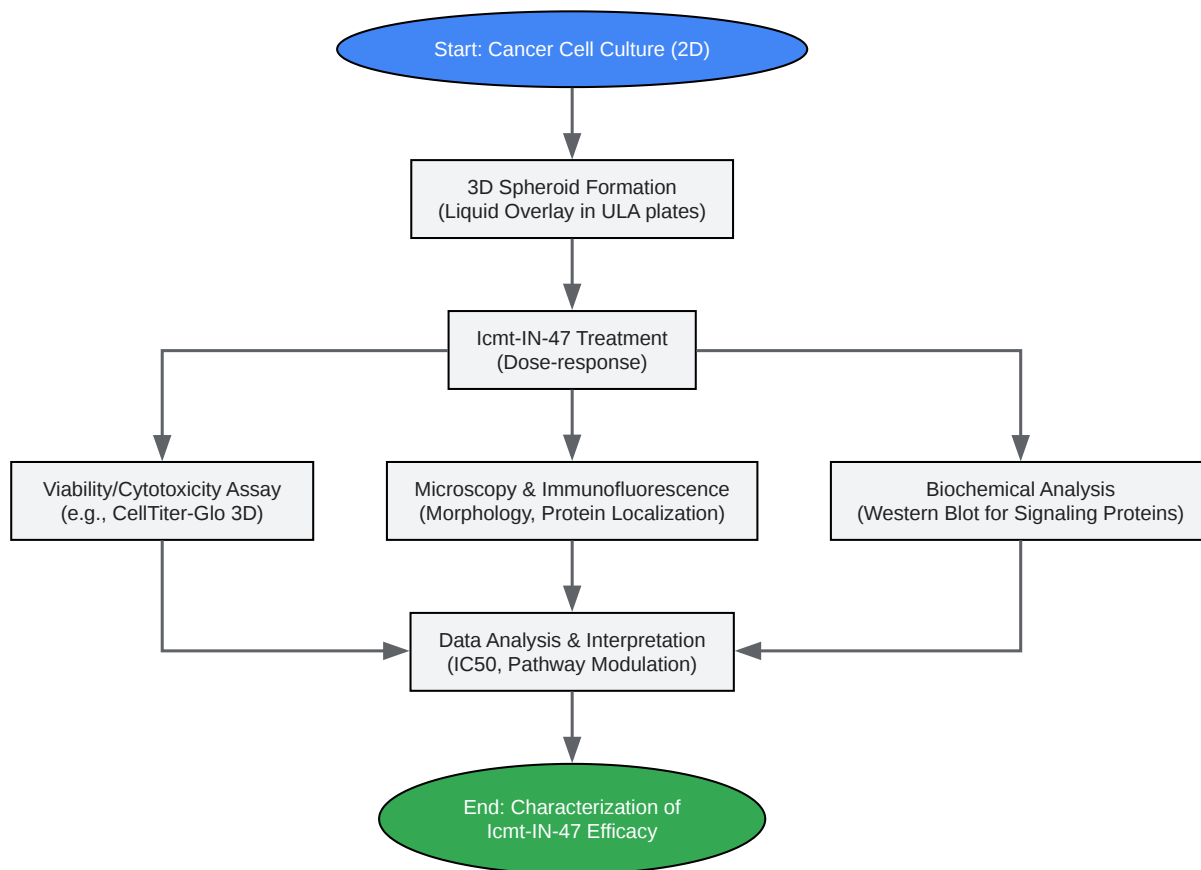 Start: Cancer Cell Culture (2D)
3D Spheroid Formation
(Liquid Overlay in ULA plates)
Icmt-IN-47 Treatment
(Dose-response)
Viability/Cytotoxicity Assay
(e.g., CellTiter-Glo 3D)
Microscopy & Immunofluorescence
(Morphology, Protein Localization)
Biochemical Analysis
(Western Blot for Signaling Proteins)
Data Analysis & Interpretation
(IC50, Pathway Modulation)
End: Characterization of
Icmt-IN-47 Efficacy